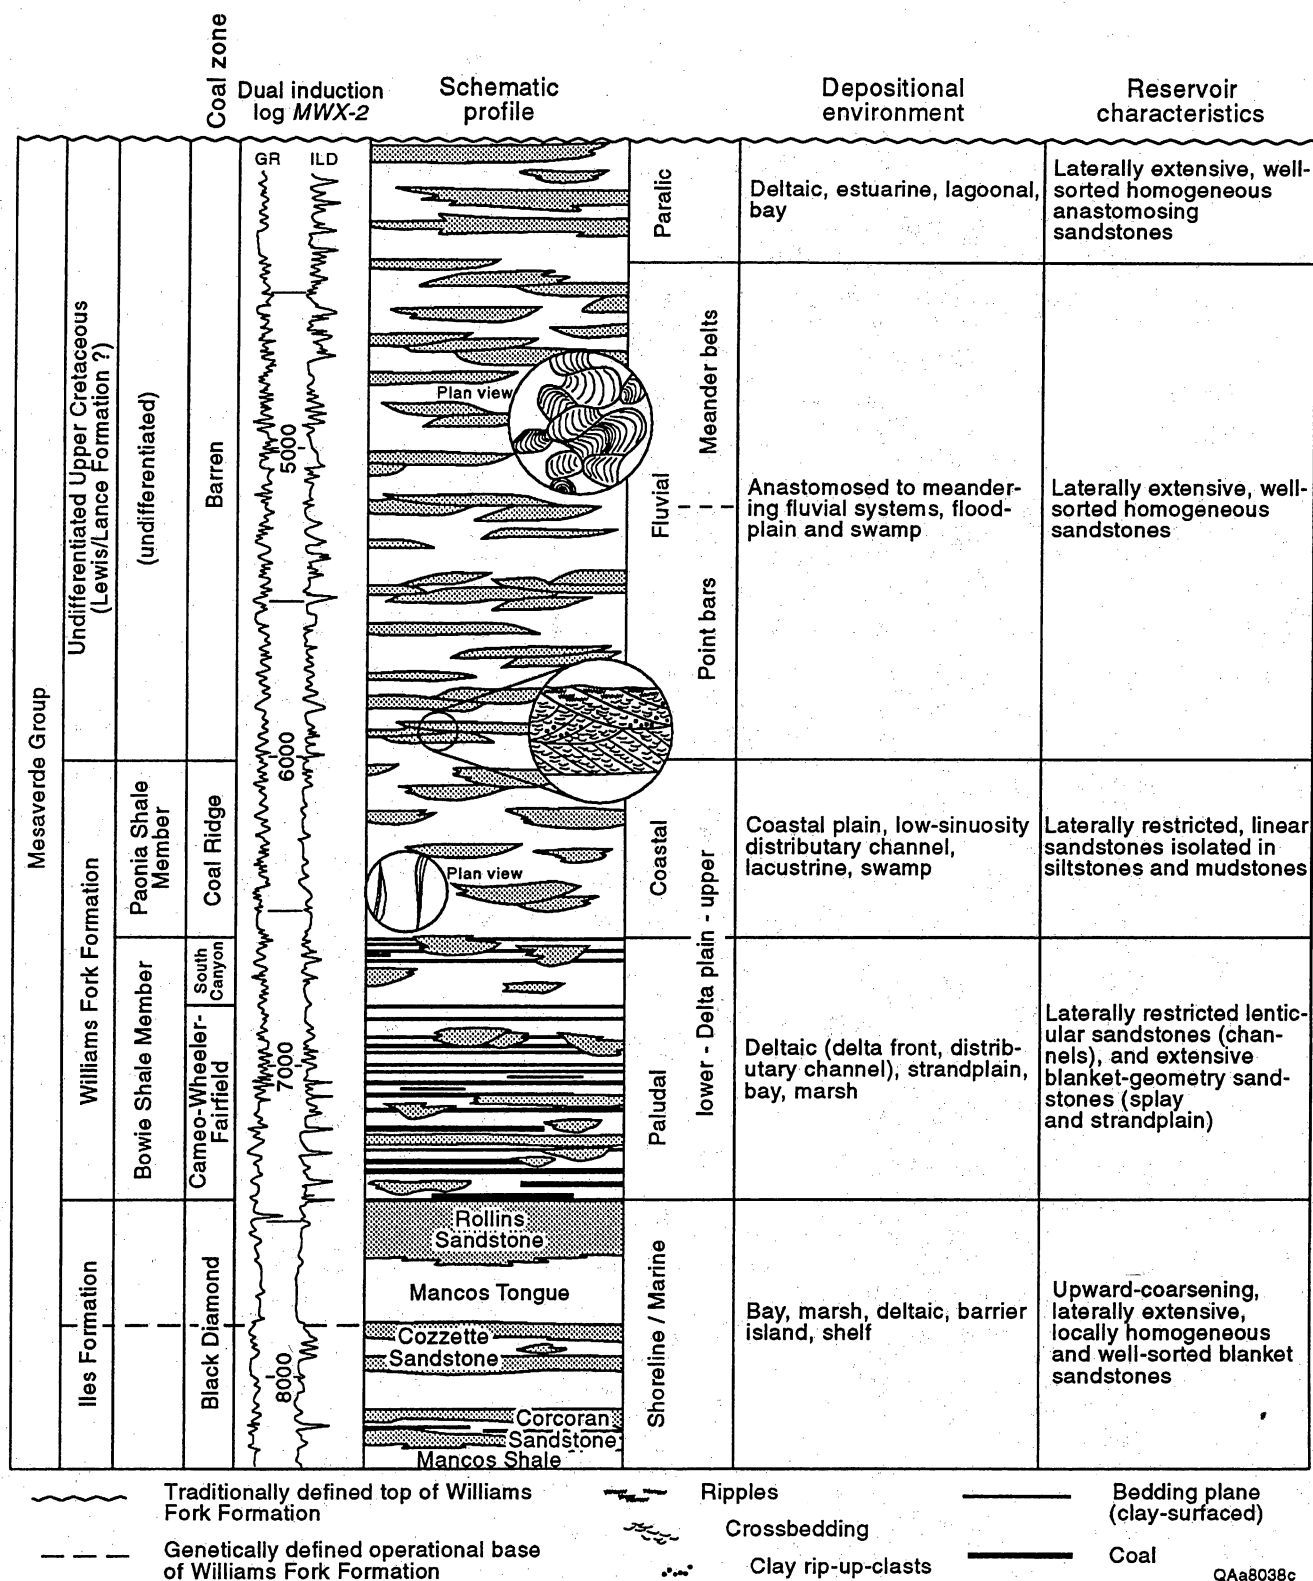 Coal zone
Dual induction
log MWX-2
Schematic
profile
Depositional
environment
Reservoir
characteristics
GR
ILD
Mesaverde Group
Undifferentiated Upper Cretaceous
(Lewis/Lance Formation ?)
(undifferentiated)
Barren
5000
6000
Plan view
Paralic
Deltaic, estuarine, lagoonal,
bay
Laterally extensive, well-
sorted homogeneous
anastomosing
sandstones
Fluvial
Meander belts
Point bars
Anastomosed to meander-
ing fluvial systems, flood-
plain and swamp
Laterally extensive, well-
sorted homogeneous
sandstones
Williams Fork Formation
Paonia Shale
Member
Coal Ridge
Plan view
Coastal
lower - Delta plain - upper
Coastal plain, low-sinuosity
distributary channel,
lacustrine, swamp
Laterally restricted, linear
sandstones isolated in
siltstones and mudstones
Bowie Shale Member
South
Canyon
Cameo-Wheeler-
Fairfield
7000
Paludal
Deltaic (delta front, distrib-
utary channel), strandplain,
bay, marsh
Laterally restricted lentic-
ular sandstones (chan-
nels), and extensive
blanket-geometry sand-
stones (splay
and strandplain)
Iles Formation
Black Diamond
8000
Rollins
Sandstone
Mancos Tongue
Cozzette
Sandstone
Corcoran
Sandstone
Mancos Shale
Shoreline / Marine
Bay, marsh, deltaic, barrier
island, shelf
Upward-coarsening,
laterally extensive,
locally homogeneous
and well-sorted blanket
sandstones
Traditionally defined top of Williams
Fork Formation
Genetically defined operational base
of Williams Fork Formation
Ripples
Crossbedding
Clay rip-up-clasts
Bedding plane
(clay-surfaced)
Coal
QAa8038c